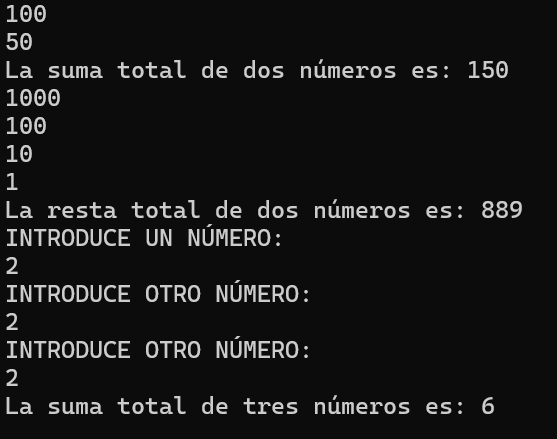 100
50
La suma total de dos números es: 150
1000
100
10
1
La resta total de dos números es: 889
INTRODUCE UN NÚMERO:
2
INTRODUCE OTRO NÚMERO:
2
INTRODUCE OTRO NÚMERO:
2
La suma total de tres números es: 6